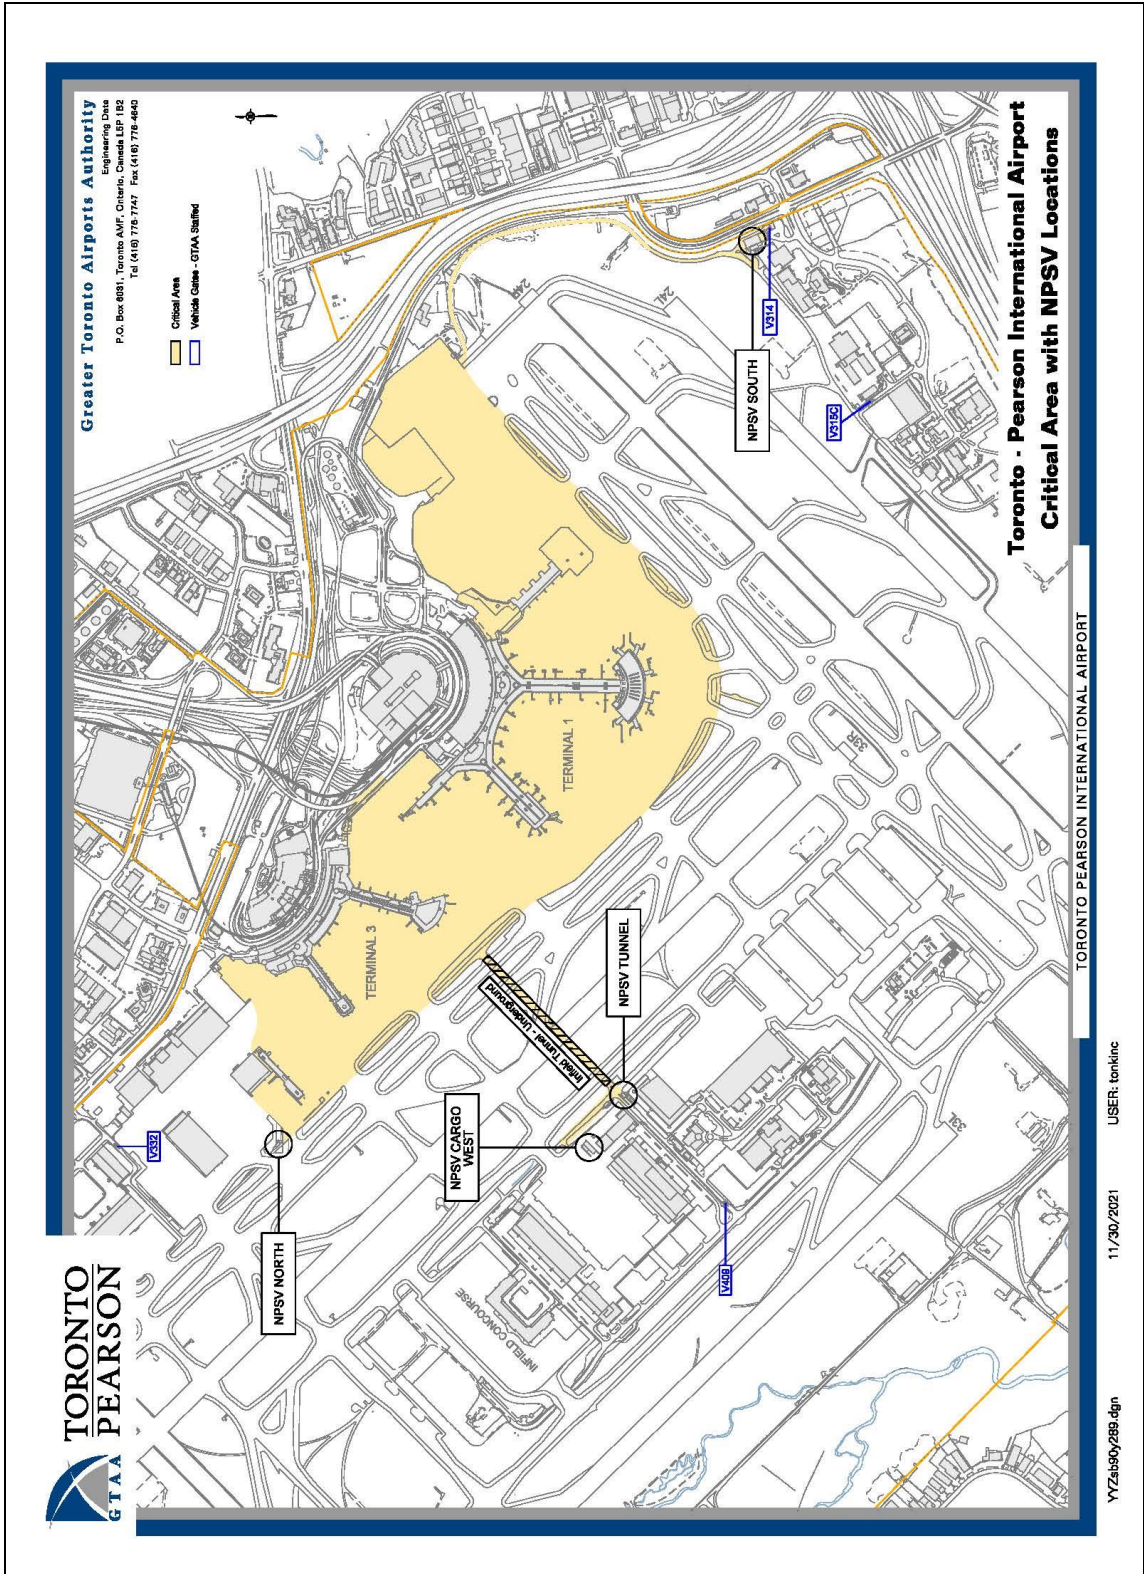 GTAA
TORONTO
PEARSON
Greater Toronto Airports Authority
Engineering Data
P.O. Box 6031, Toronto AMF, Ontario, Canada L5P 1B2
Tel (416) 776-7747 Fax (416) 776-4640
Critical Area
Vehicle Gates - GTAA Staffed
V332
NPSV NORTH
TERMINAL 3
TERMINAL 1
24R
24L
NPSV CARGO
WEST
Infield Tunnel - Underground
NPSV TUNNEL
INFIELD CONCOURSE
V409
33R
33L
NPSV SOUTH
V314
V315C
Toronto - Pearson International Airport
Critical Area with NPSV Locations
TORONTO PEARSON INTERNATIONAL AIRPORT
YYZsb90y289.dgn
11/30/2021
USER: tonkinc